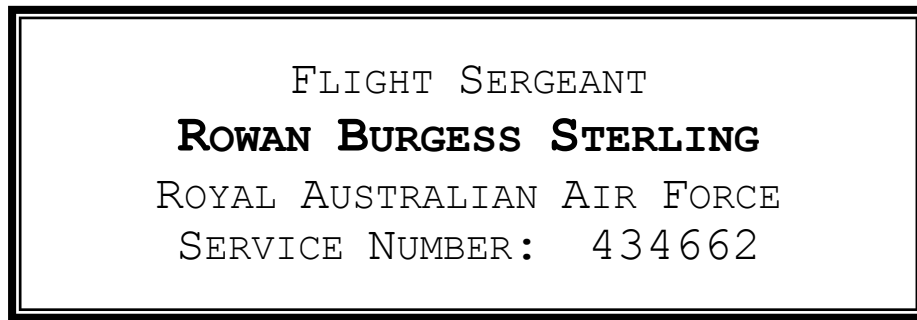 Flight Sergeant
Rowan Burgess Sterling
Royal Australian Air Force
Service Number: 434662